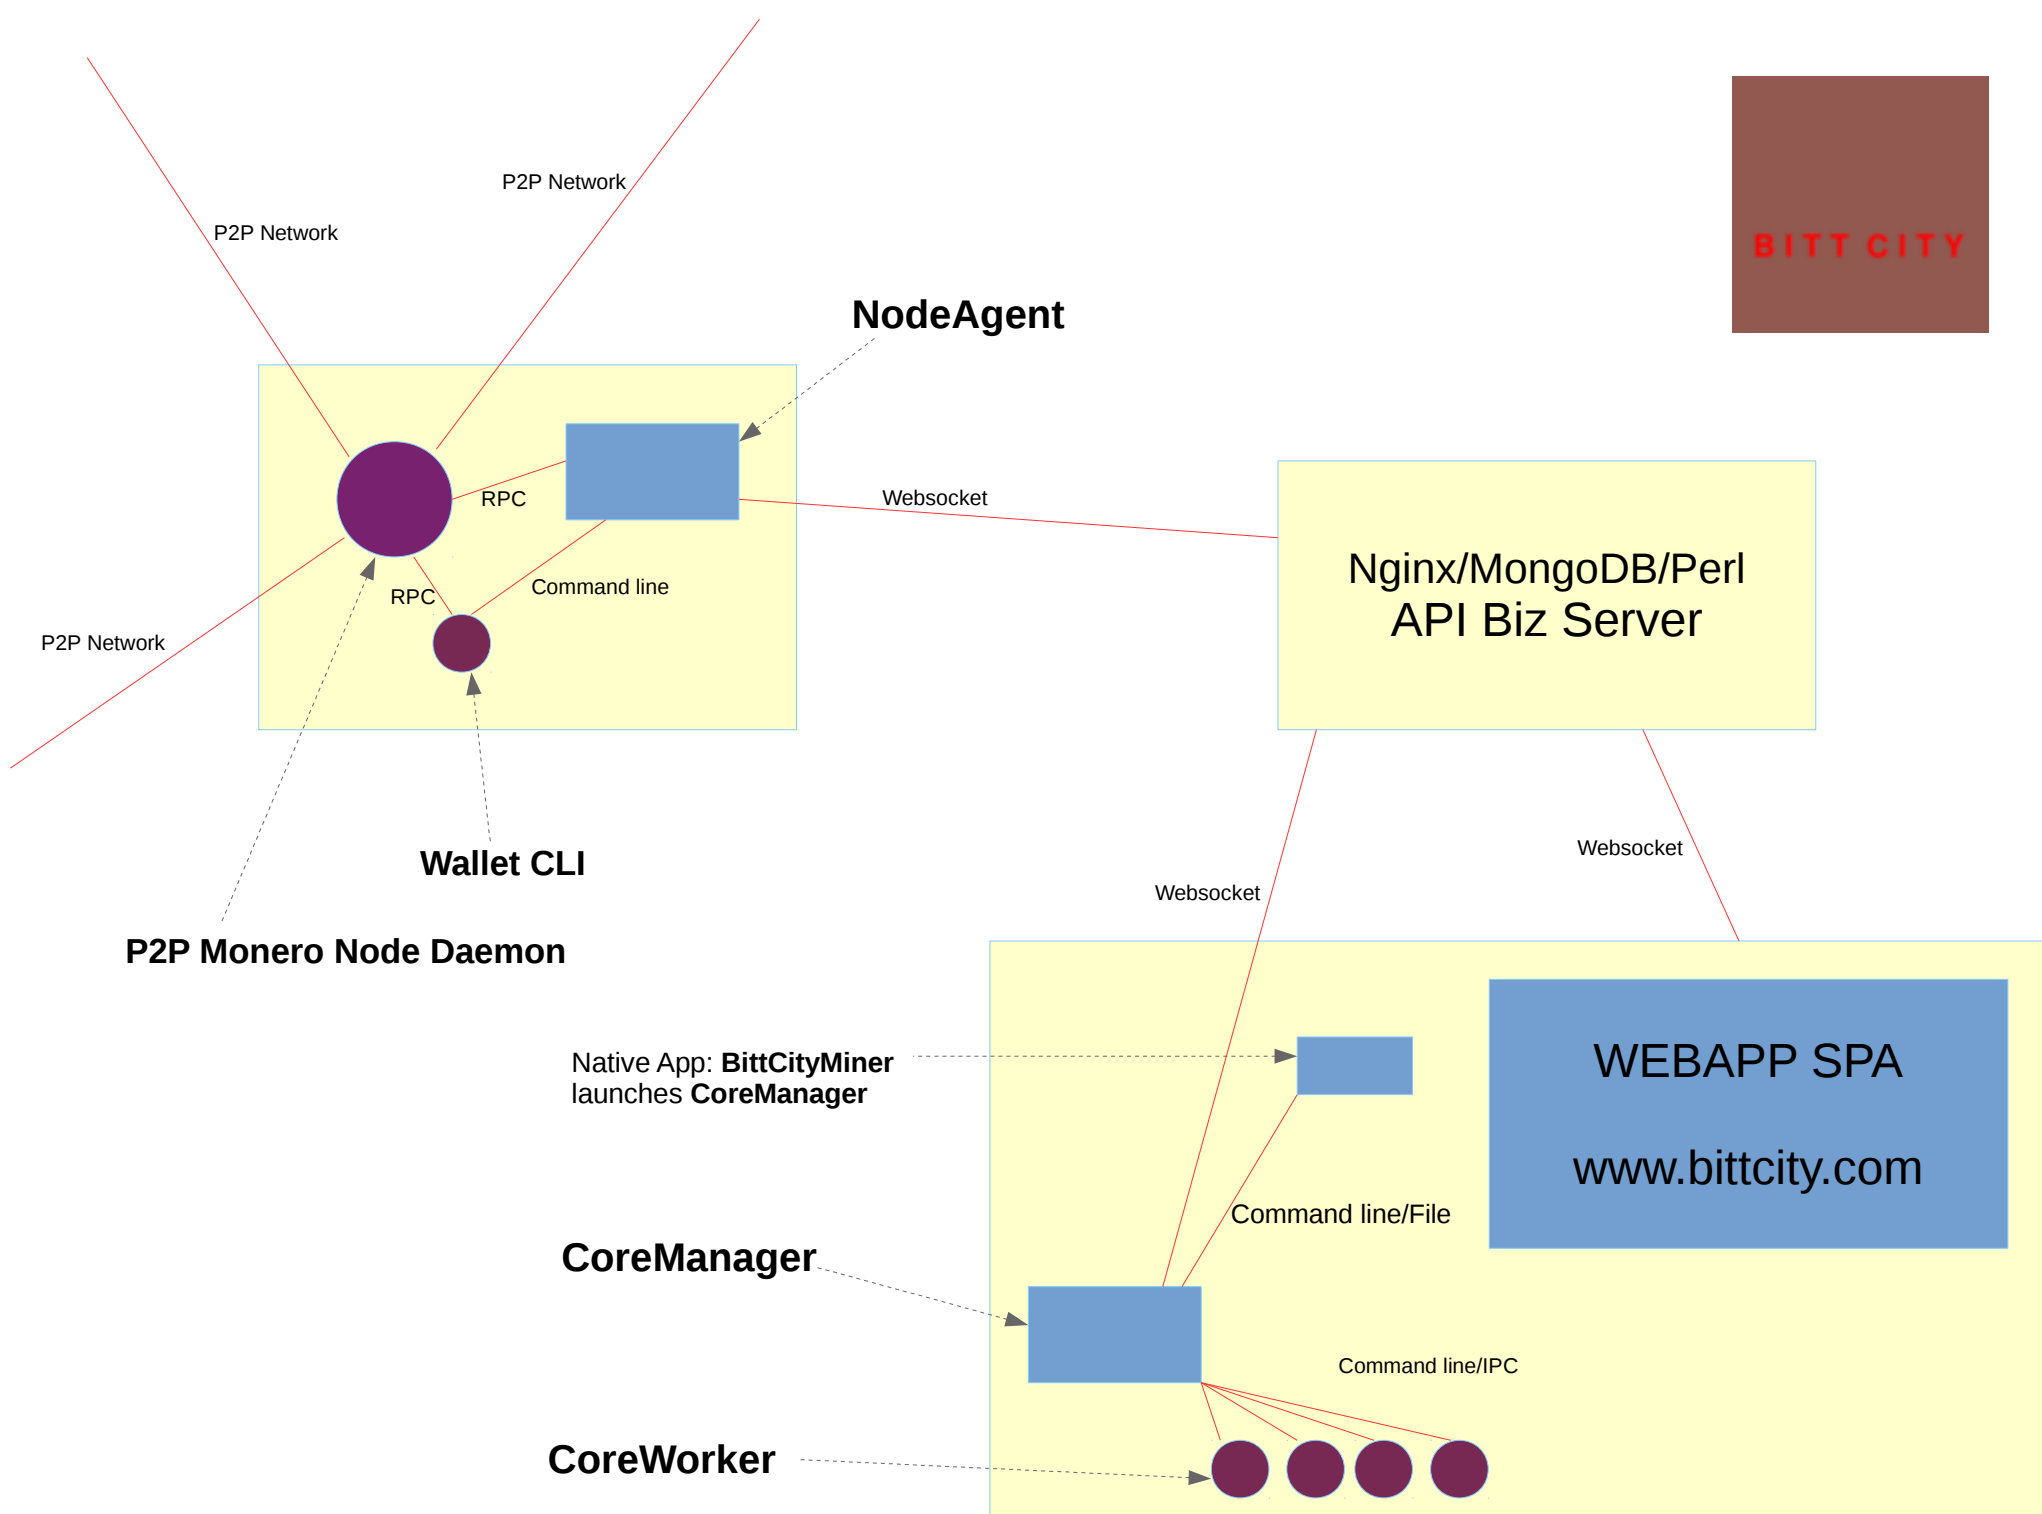 P2P Network
P2P Network
BITT CITY
NodeAgent
RPC
Websocket
Nginx/MongoDB/Perl
API Biz Server
RPC
Command line
P2P Network
Wallet CLI
Websocket
Websocket
P2P Monero Node Daemon
Native App: BittCityMiner
launches CoreManager
WEBAPP SPA
www.bittcity.com
Command line/File
CoreManager
Command line/IPC
CoreWorker